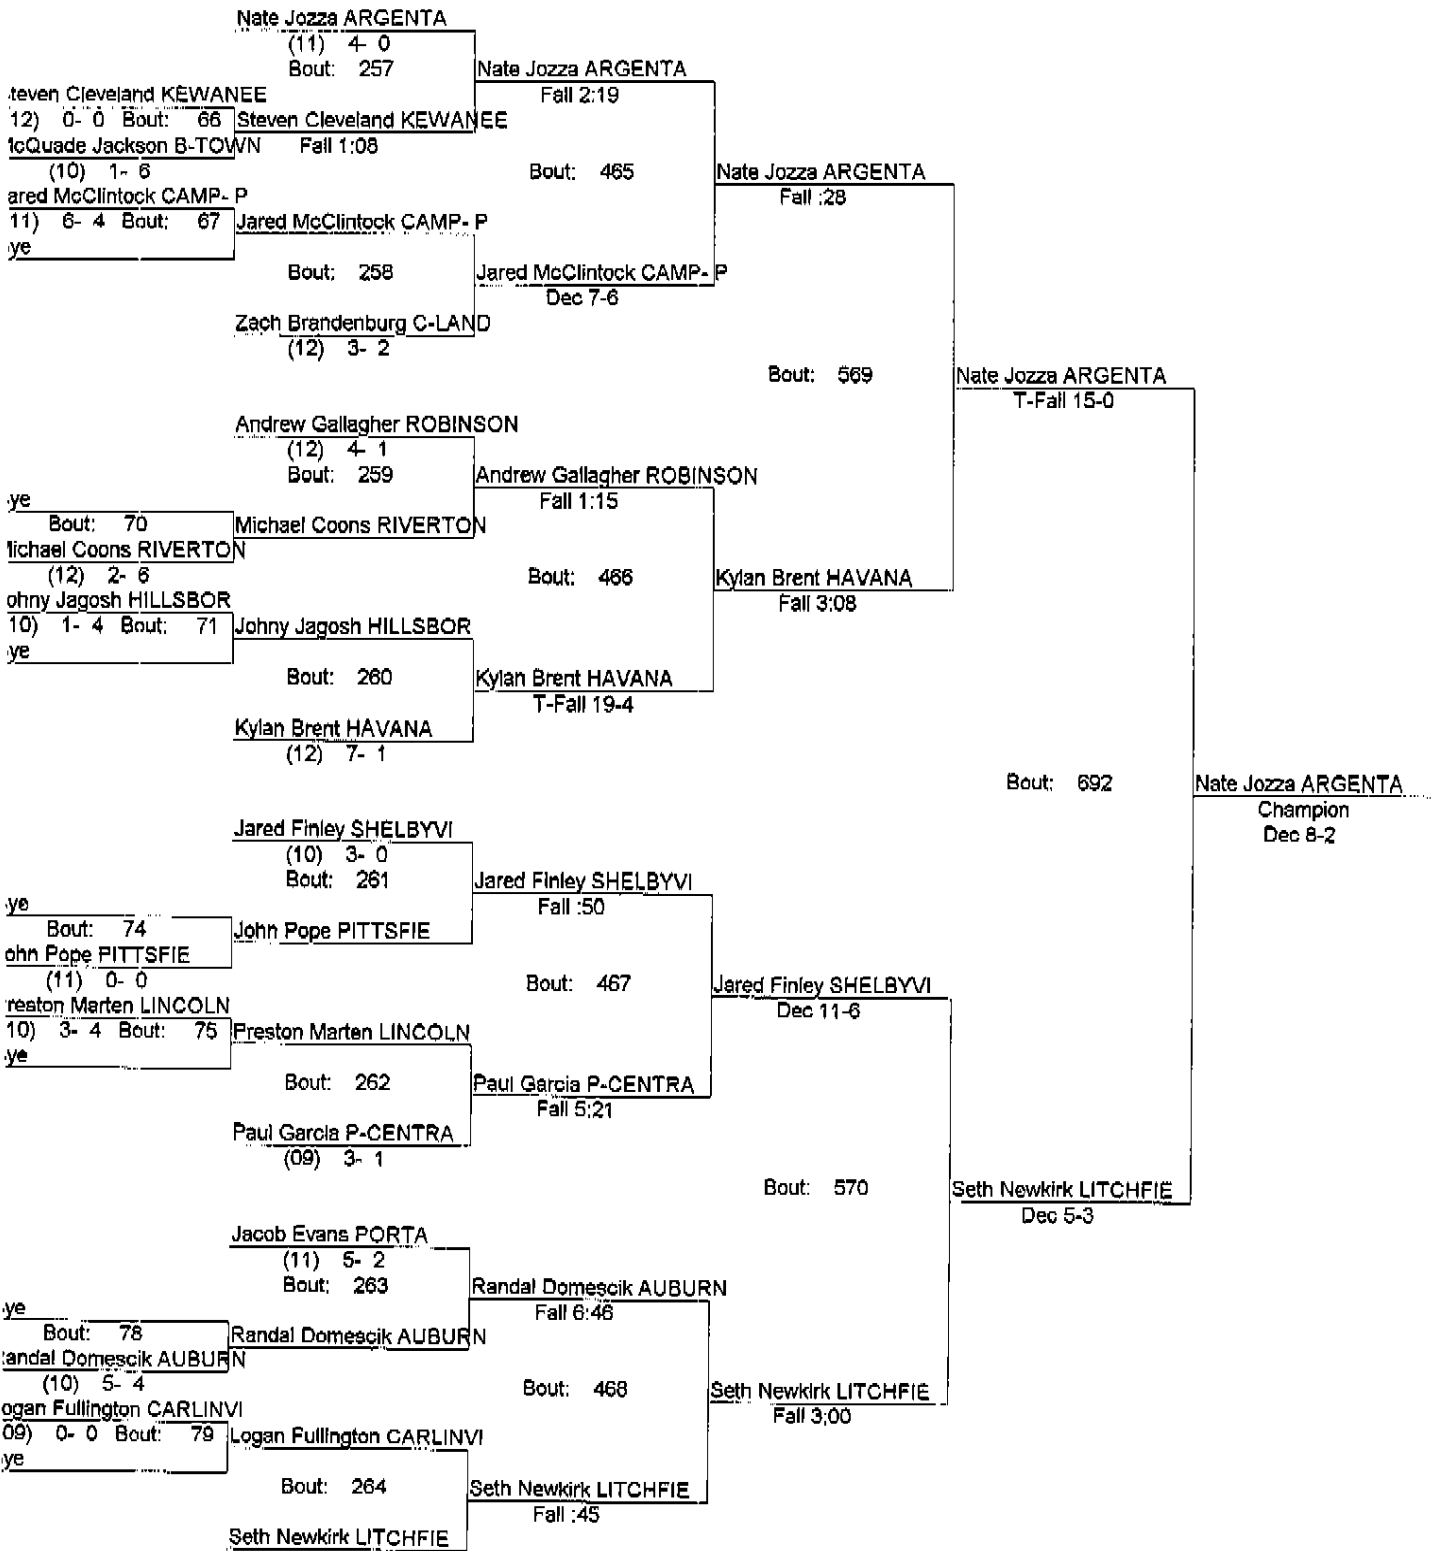 Nate Jozza ARGENTA
(11) 4- 0
Bout: 257
Nate Jozza ARGENTA
Fall 2:19
teven Cleveland KEWANEE
12) 0- 0 Bout: 66
Steven Cleveland KEWANEE
Fall 1:08
McQuade Jackson B-TOWN
(10) 1- 6
Bout: 465
Nate Jozza ARGENTA
Fall :28
ared McClintock CAMP- P
11) 6- 4 Bout: 67
Jared McClintock CAMP- P
ye
Bout: 258
Jared McClintock CAMP- P
Dec 7-6
Zach Brandenburg C-LAND
(12) 3- 2
Bout: 569
Nate Jozza ARGENTA
T-Fall 15-0
Andrew Gallagher ROBINSON
(12) 4- 1
Bout: 259
Andrew Gallagher ROBINSON
Fall 1:15
ye
Bout: 70
Michael Coons RIVERTON
Michael Coons RIVERTON
(12) 2- 6
Bout: 466
Kylan Brent HAVANA
Fall 3:08
ohny Jagosh HILLSBOR
10) 1- 4 Bout: 71
Johny Jagosh HILLSBOR
ye
Bout: 260
Kylan Brent HAVANA
T-Fall 19-4
Kylan Brent HAVANA
(12) 7- 1
Bout: 692
Nate Jozza ARGENTA
Champion
Dec 8-2
Jared Finley SHELBYVI
(10) 3- 0
Bout: 261
Jared Finley SHELBYVI
Fall :50
ye
Bout: 74
John Pope PITTSFIE
ohn Pope PITTSFIE
(11) 0- 0
Bout: 467
Jared Finley SHELBYVI
Dec 11-6
reston Marten LINCOLN
10) 3- 4 Bout: 75
Preston Marten LINCOLN
ye
Bout: 262
Paul Garcia P-CENTRA
Fall 5:21
Paul Garcia P-CENTRA
(09) 3- 1
Bout: 570
Seth Newkirk LITCHFIE
Dec 5-3
Jacob Evans PORTA
(11) 5- 2
Bout: 263
Randal Domescik AUBURN
Fall 6:46
ye
Bout: 78
Randal Domescik AUBURN
andal Domescik AUBURN
(10) 5- 4
Bout: 468
Seth Newkirk LITCHFIE
Fall 3:00
ogan Fullington CARLINVI
09) 0- 0 Bout: 79
Logan Fullington CARLINVI
ye
Bout: 264
Seth Newkirk LITCHFIE
Fall :45
Seth Newkirk LITCHFIE